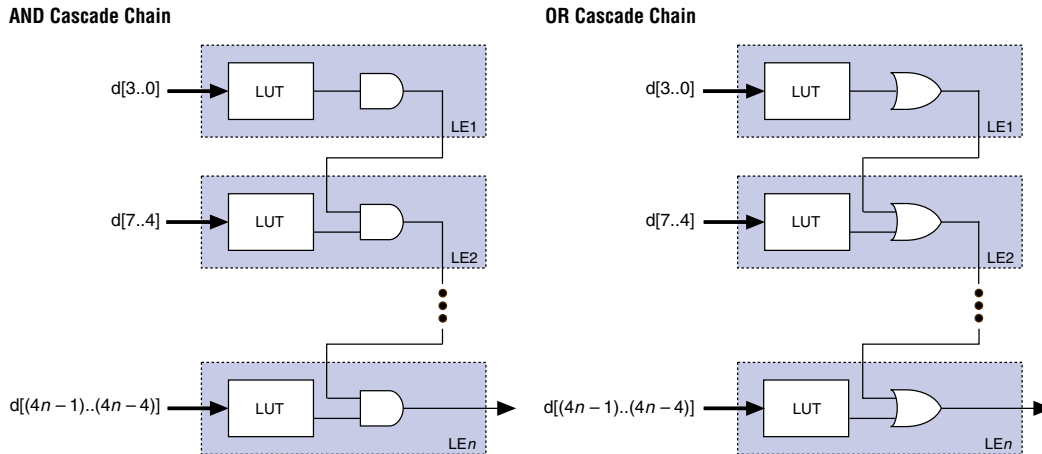 AND Cascade Chain
d[3..0]
LUT
LE1
d[7..4]
LUT
LE2
d[(4n – 1)..(4n – 4)]
LUT
LEn
OR Cascade Chain
d[3..0]
LUT
LE1
d[7..4]
LUT
LE2
d[(4n – 1)..(4n – 4)]
LUT
LEn